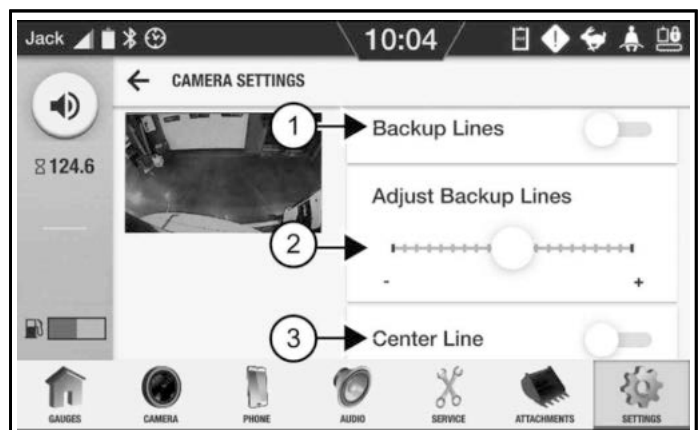 Jack 10:04
CAMERA SETTINGS
1 Backup Lines
124.6
Adjust Backup Lines
2
- +
3 Center Line
GAUGES CAMERA PHONE AUDIO SERVICE ATTACHMENTS SETTINGS